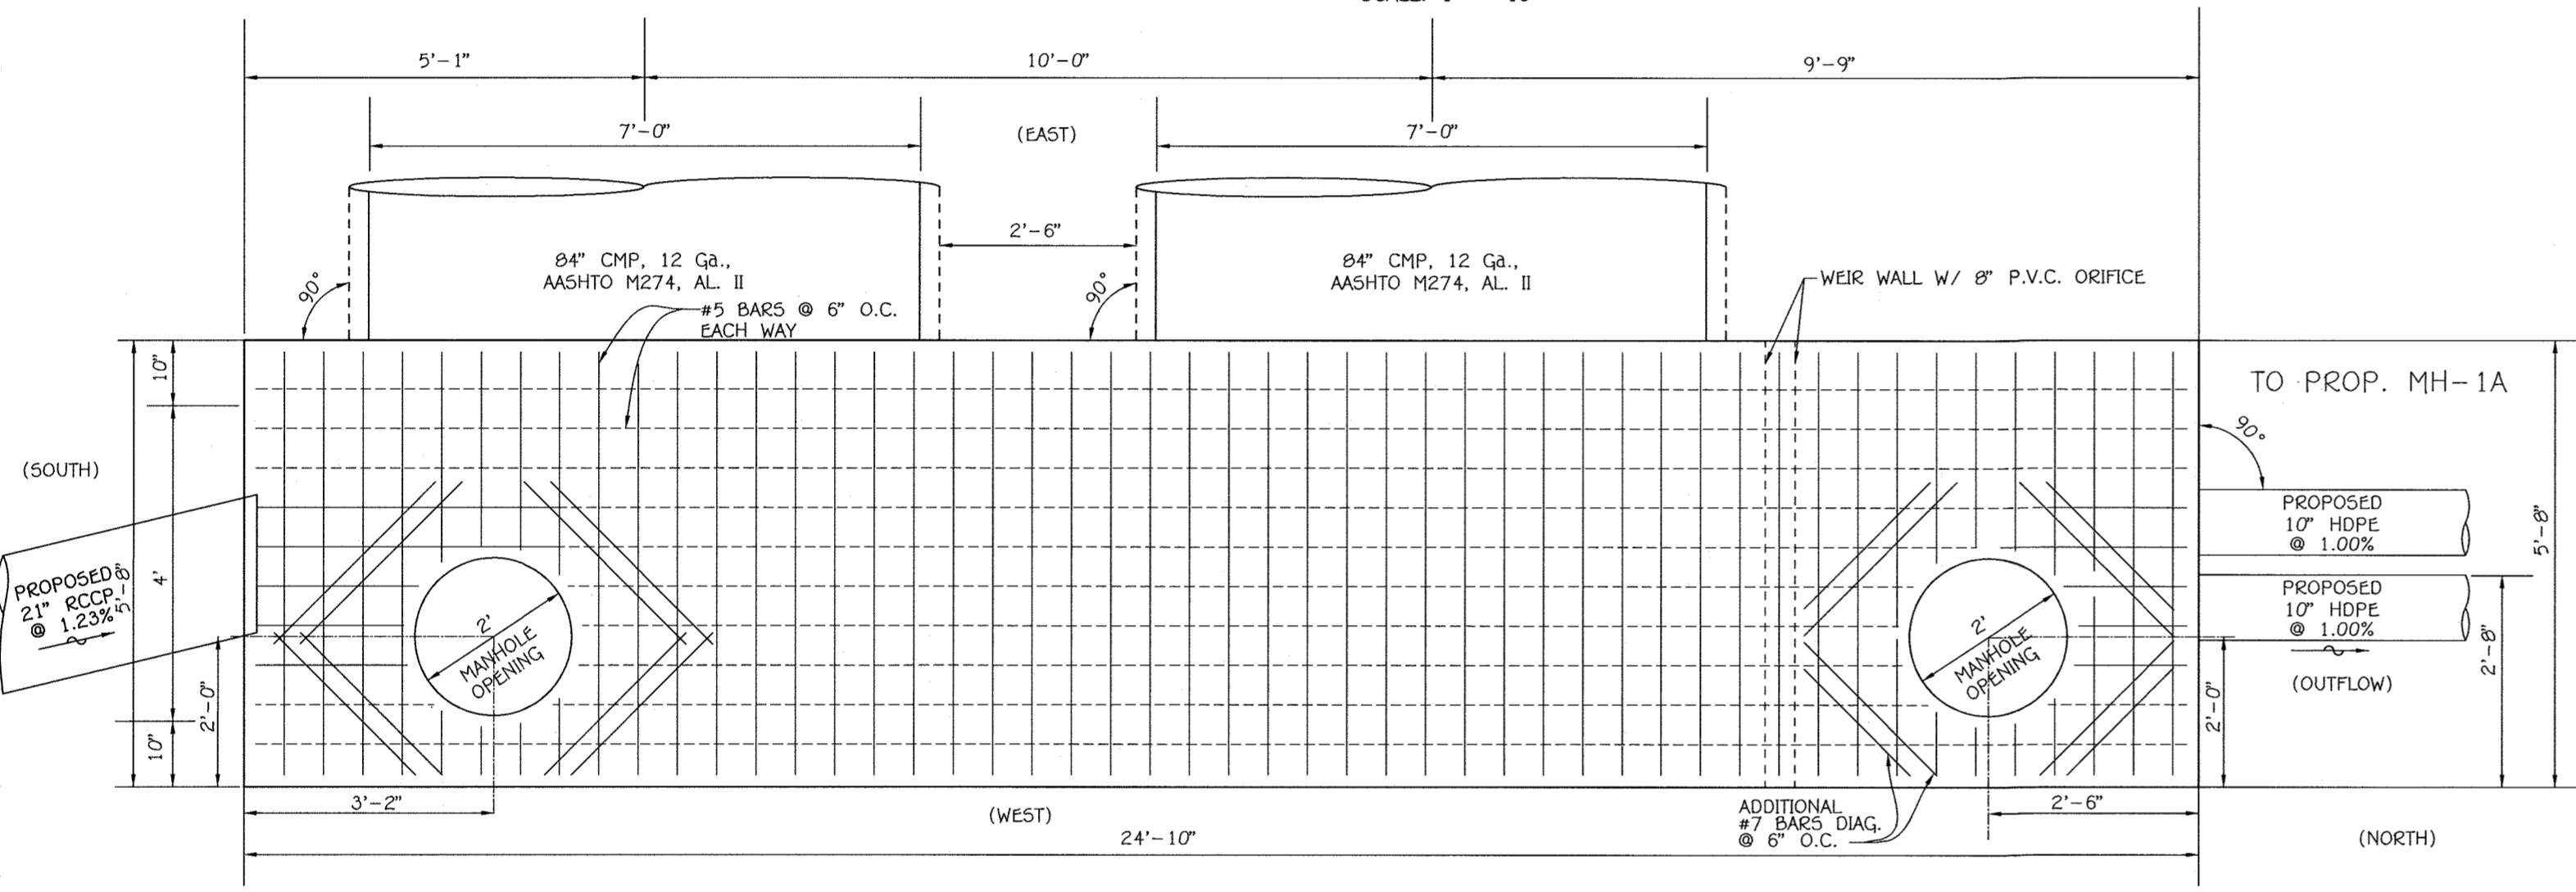 5'-1"
10'-0"
9'-9"
7'-0"
(EAST)
7'-0"
2'-6"
90°
84" CMP, 12 Ga.,
AASHTO M274, AL. II
90°
84" CMP, 12 Ga.,
AASHTO M274, AL. II
WEIR WALL W/ 8" P.V.C. ORIFICE
#5 BARS @ 6" O.C.
EACH WAY
10"
TO PROP. MH-1A
90°
(SOUTH)
4'
5'-8"
PROPOSED
21" RCCP
@ 1.23%
PROPOSED
10" HDPE
@ 1.00%
5'-8"
PROPOSED
10" HDPE
@ 1.00%
2'
MANHOLE
OPENING
2'
MANHOLE
OPENING
2'-8"
(OUTFLOW)
2'-0"
2'-0"
10"
3'-2"
(WEST)
ADDITIONAL
#7 BARS DIAG.
@ 6" O.C.
2'-6"
24'-10"
(NORTH)